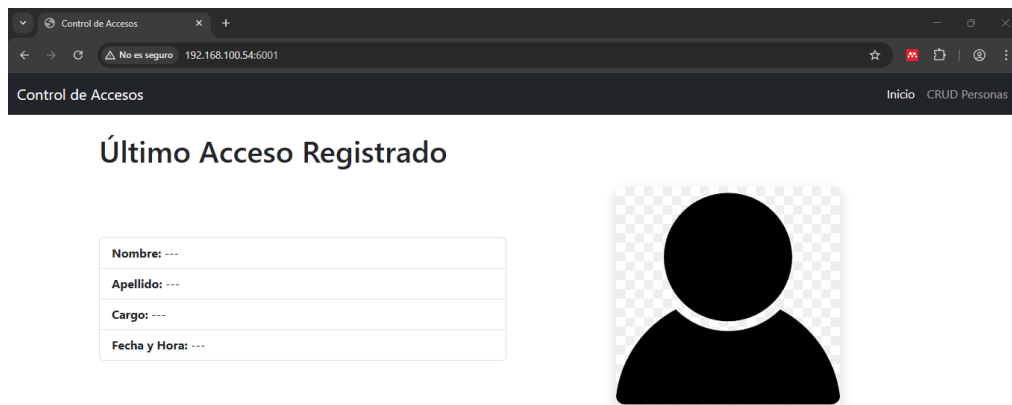 Control de Accesos
No es seguro 192.168.100.54:6001
Control de Accesos
Inicio CRUD Personas
Último Acceso Registrado
Nombre: ---
Apellido: ---
Cargo: ---
Fecha y Hora: ---